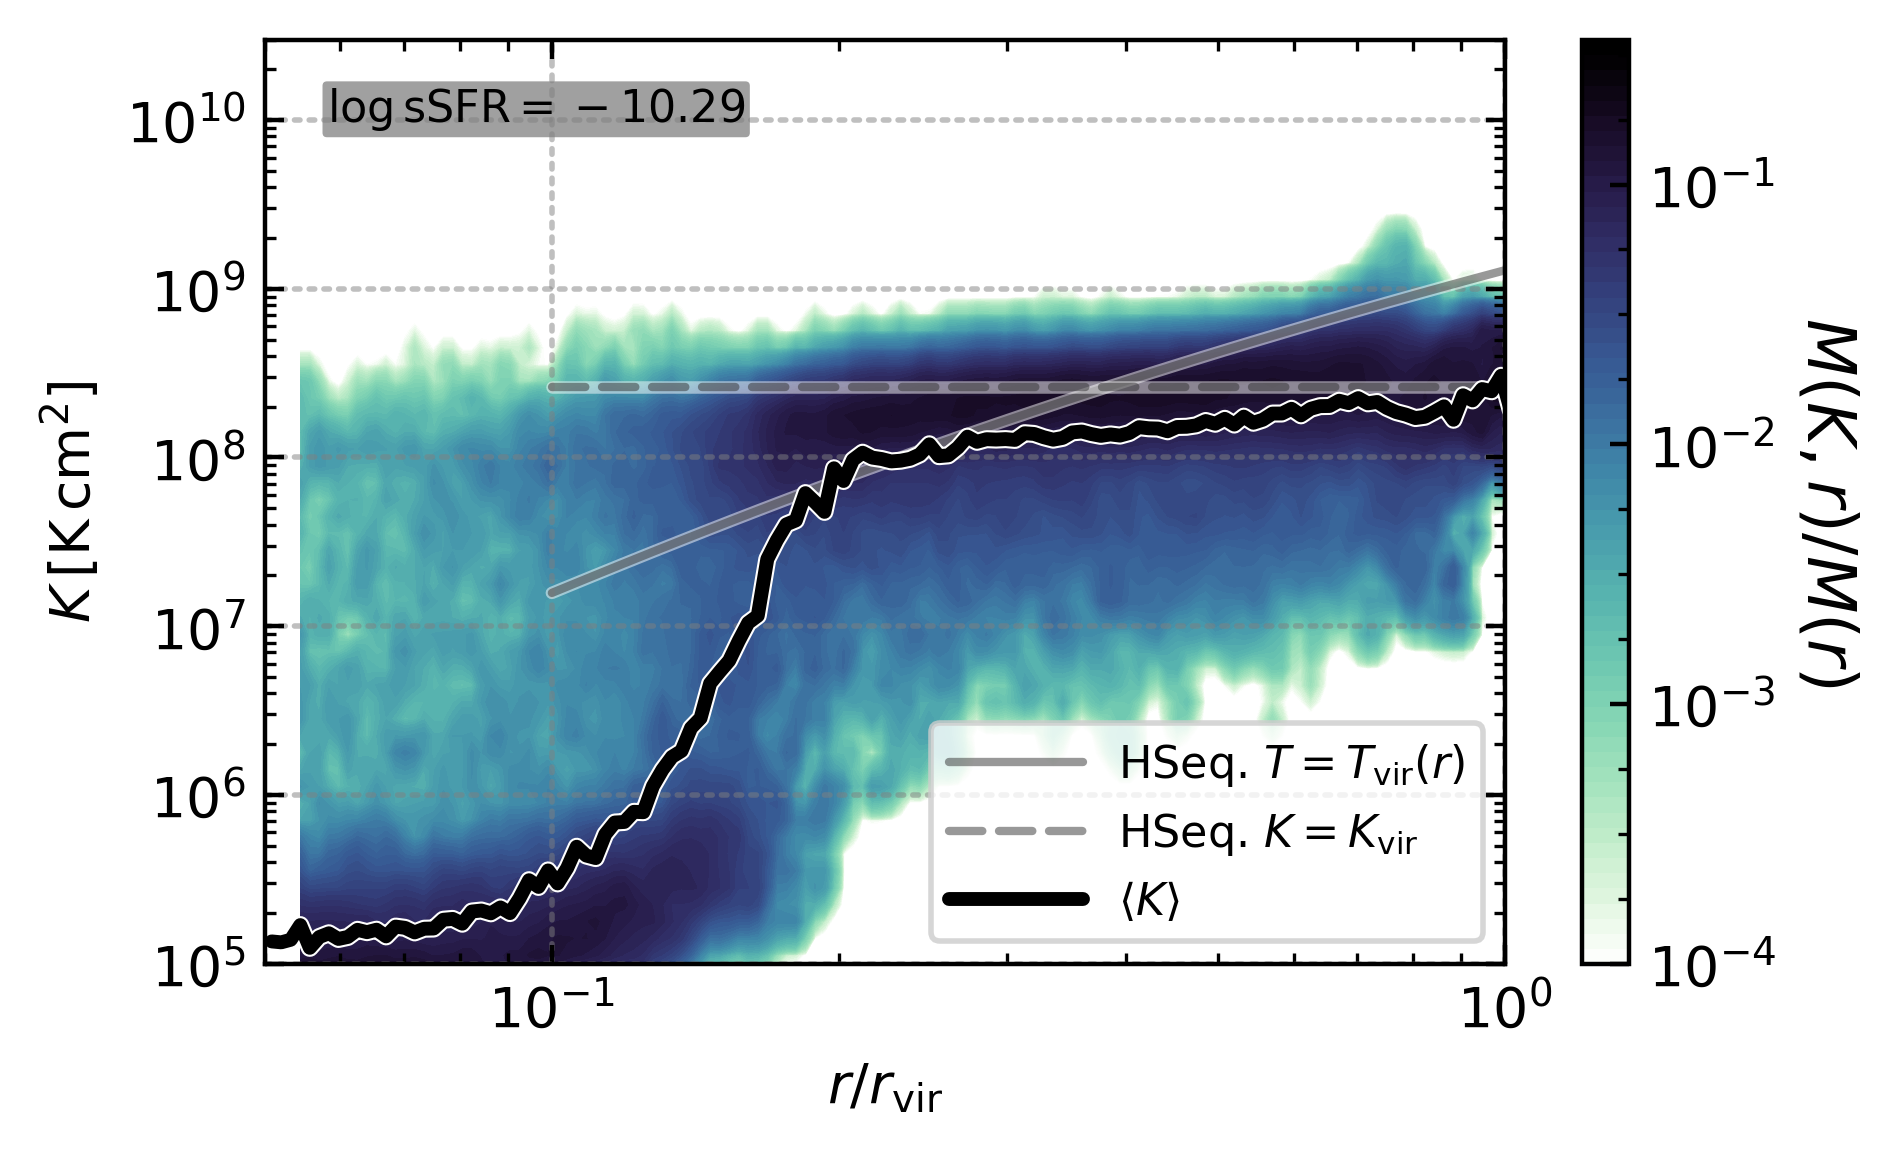 log sSFR = −10.29
10^10
10^9
10^8
10^7
10^6
10^5
K [K cm^2]
10^−1
10^0
r/r_vir
HSeq. T = T_vir(r)
HSeq. K = K_vir
⟨K⟩
10^−1
10^−2
10^−3
10^−4
M(K, r)/M(r)